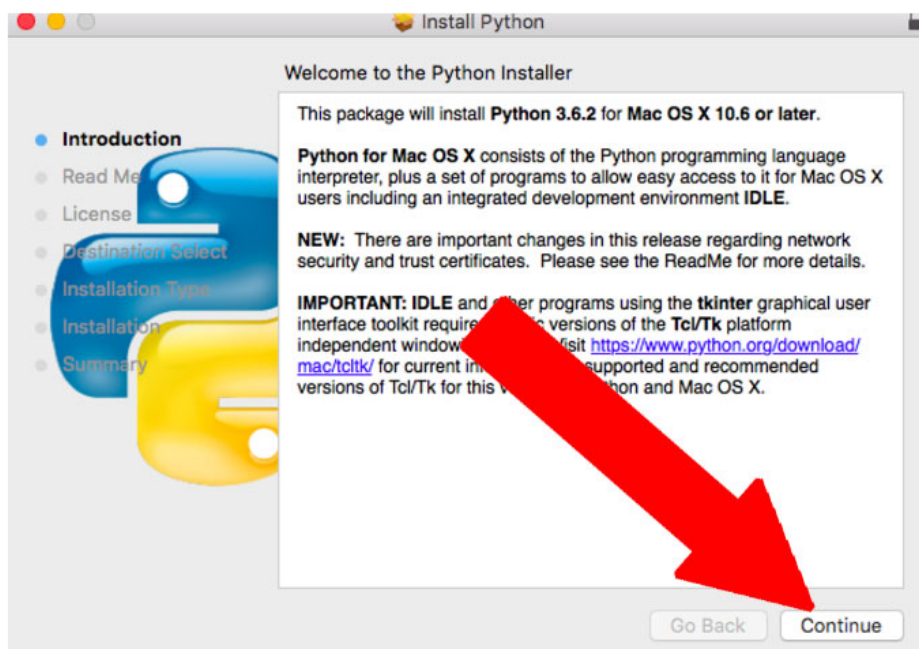 Install Python
Welcome to the Python Installer
Introduction
Read Me
License
Destination Select
Installation Type
Installation
Summary
This package will install Python 3.6.2 for Mac OS X 10.6 or later.
Python for Mac OS X consists of the Python programming language
interpreter, plus a set of programs to allow easy access to it for Mac OS X
users including an integrated development environment IDLE.
NEW: There are important changes in this release regarding network
security and trust certificates. Please see the ReadMe for more details.
IMPORTANT: IDLE and other programs using the tkinter graphical user
interface toolkit require versions of the Tcl/Tk platform
independent https://www.python.org/download/
mac/tcltk/ for current supported and recommended
versions of Tcl/Tk for this and Mac OS X.
Go Back
Continue